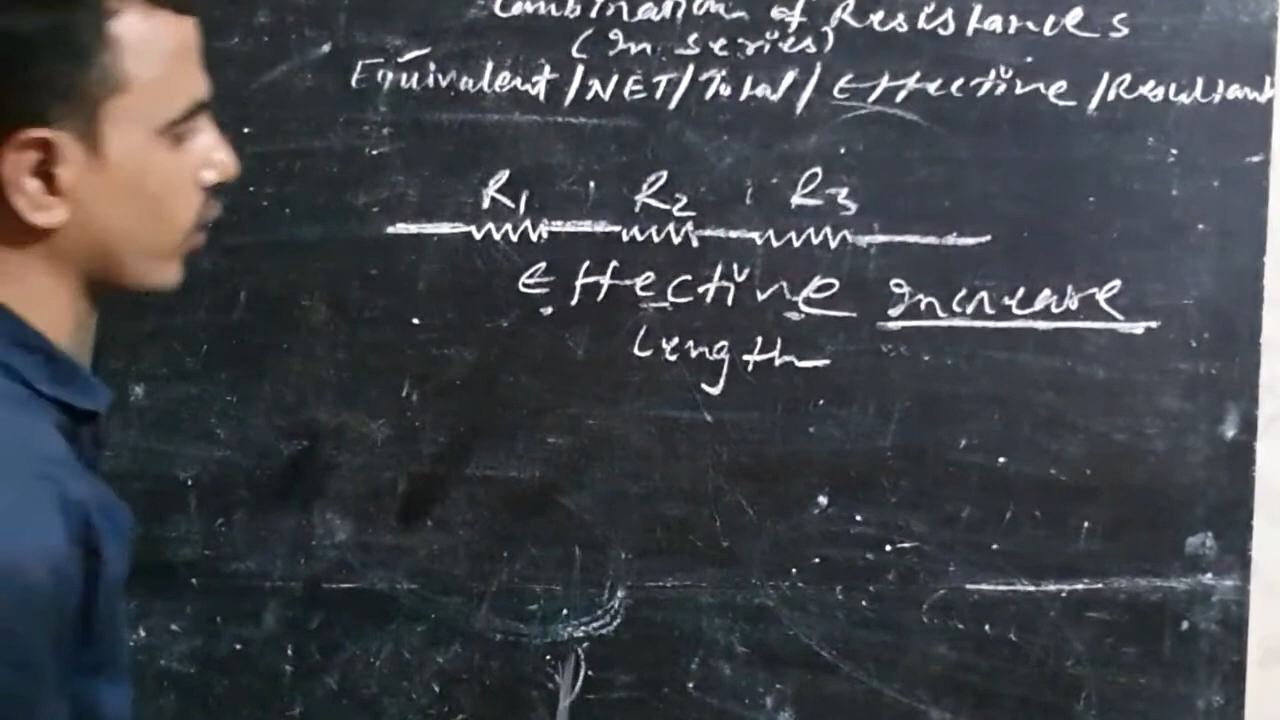 Combination of Resistances
(In series)
Equivalent / NET / Total / Effective / Resultant
R1 R2 R3
Effective Increase
Length